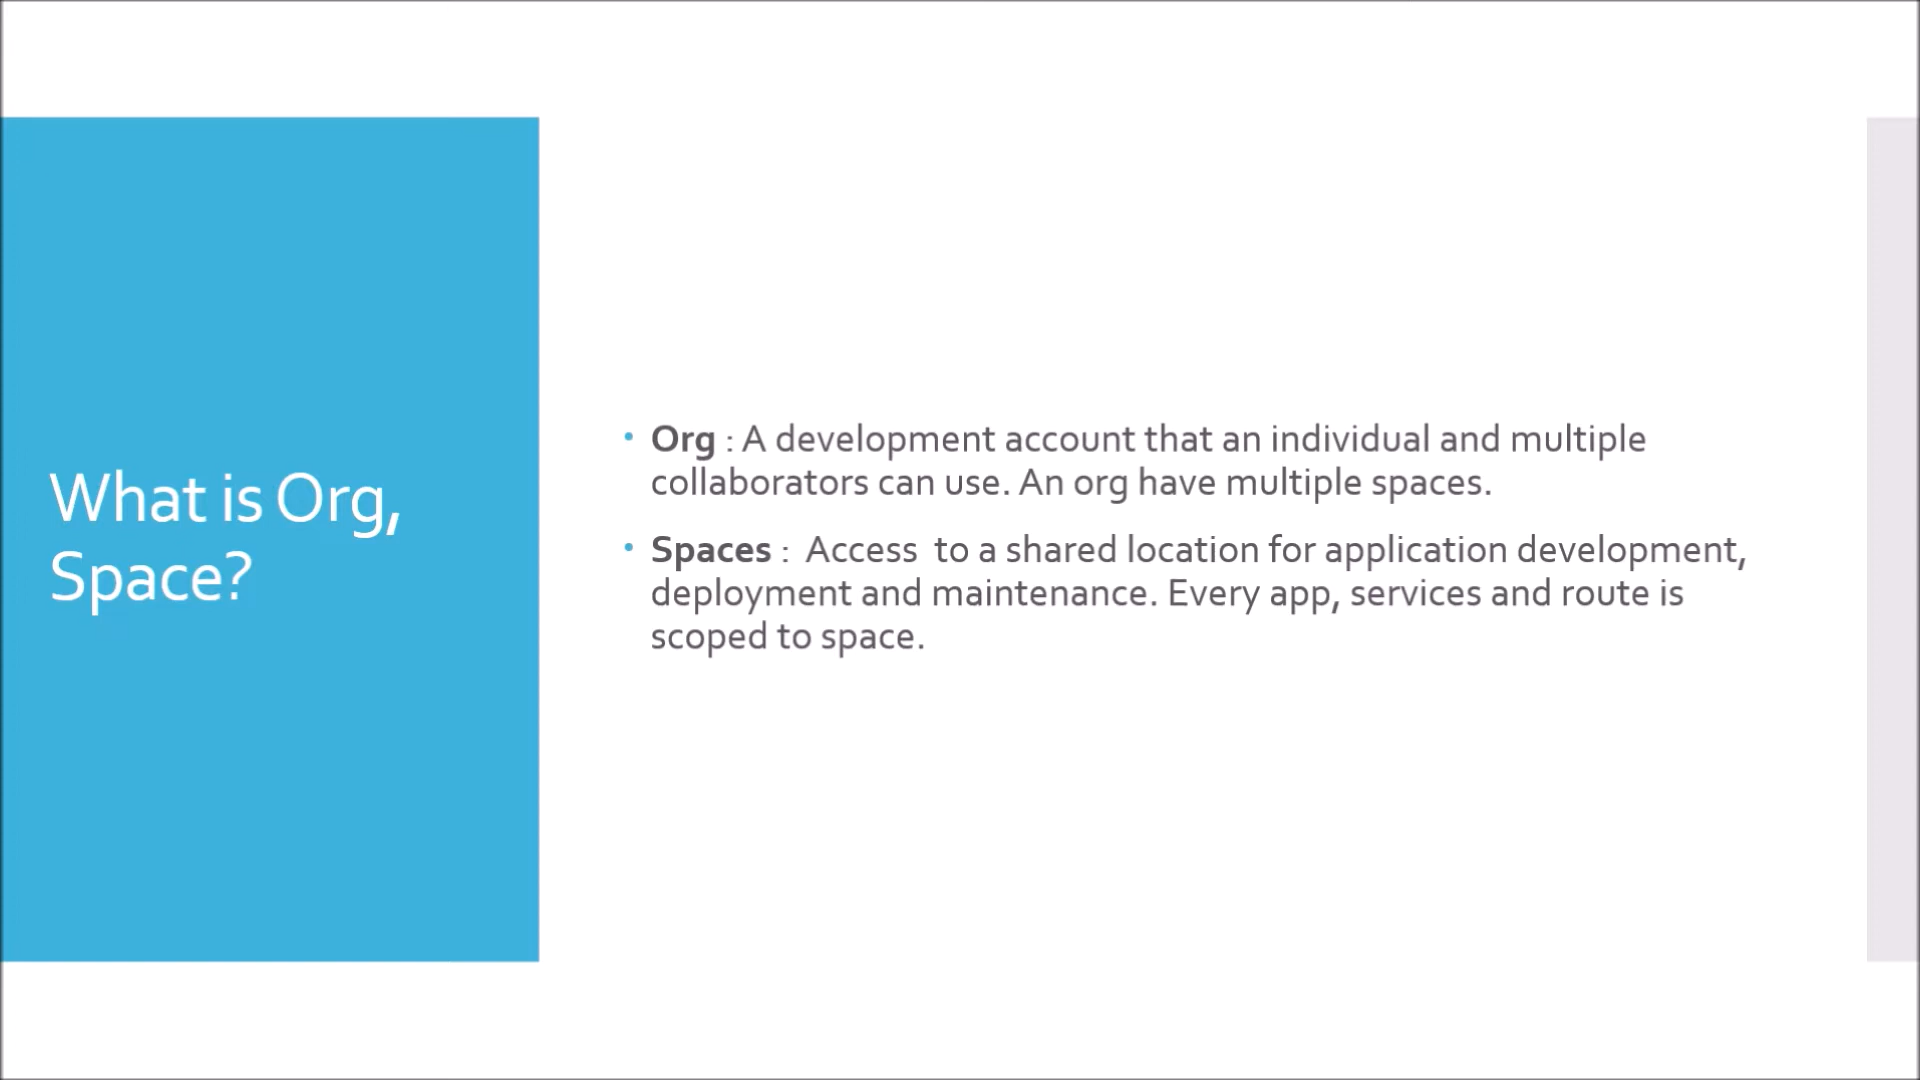 What is Org,
Space?
• Org : A development account that an individual and multiple
collaborators can use. An org have multiple spaces.
• Spaces :  Access  to a shared location for application development,
deployment and maintenance. Every app, services and route is
scoped to space.